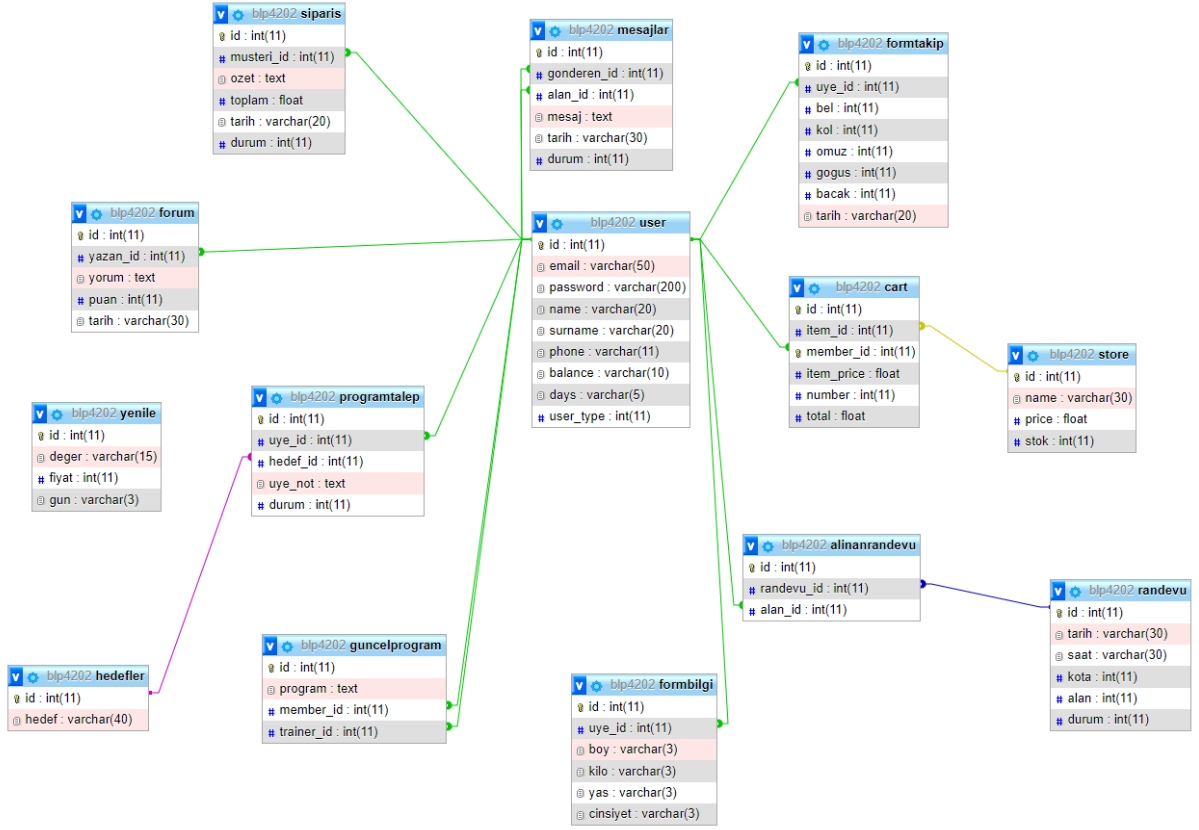 blp4202 siparis
id : int(11)
musteri_id : int(11)
ozet : text
toplam : float
tarih : varchar(20)
durum : int(11)
blp4202 mesajlar
id : int(11)
gonderen_id : int(11)
alan_id : int(11)
mesaj : text
tarih : varchar(30)
durum : int(11)
blp4202 formtakip
id : int(11)
uye_id : int(11)
bel : int(11)
kol : int(11)
omuz : int(11)
gogus : int(11)
bacak : int(11)
tarih : varchar(20)
blp4202 forum
id : int(11)
yazan_id : int(11)
yorum : text
puan : int(11)
tarih : varchar(30)
blp4202 user
id : int(11)
email : varchar(50)
password : varchar(200)
name : varchar(20)
surname : varchar(20)
phone : varchar(11)
balance : varchar(10)
days : varchar(5)
user_type : int(11)
blp4202 cart
id : int(11)
item_id : int(11)
member_id : int(11)
item_price : float
number : int(11)
total : float
blp4202 store
id : int(11)
name : varchar(30)
price : float
stok : int(11)
blp4202 yenile
id : int(11)
deger : varchar(15)
fiyat : int(11)
gun : varchar(3)
blp4202 programtalep
id : int(11)
uye_id : int(11)
hedef_id : int(11)
uye_not : text
durum : int(11)
blp4202 alinanrandevu
id : int(11)
randevu_id : int(11)
alan_id : int(11)
blp4202 randevu
id : int(11)
tarih : varchar(30)
saat : varchar(30)
kota : int(11)
alan : int(11)
durum : int(11)
blp4202 hedefler
id : int(11)
hedef : varchar(40)
blp4202 guncelprogram
id : int(11)
program : text
member_id : int(11)
trainer_id : int(11)
blp4202 formbilgi
id : int(11)
uye_id : int(11)
boy : varchar(3)
kilo : varchar(3)
yas : varchar(3)
cinsiyet : varchar(3)